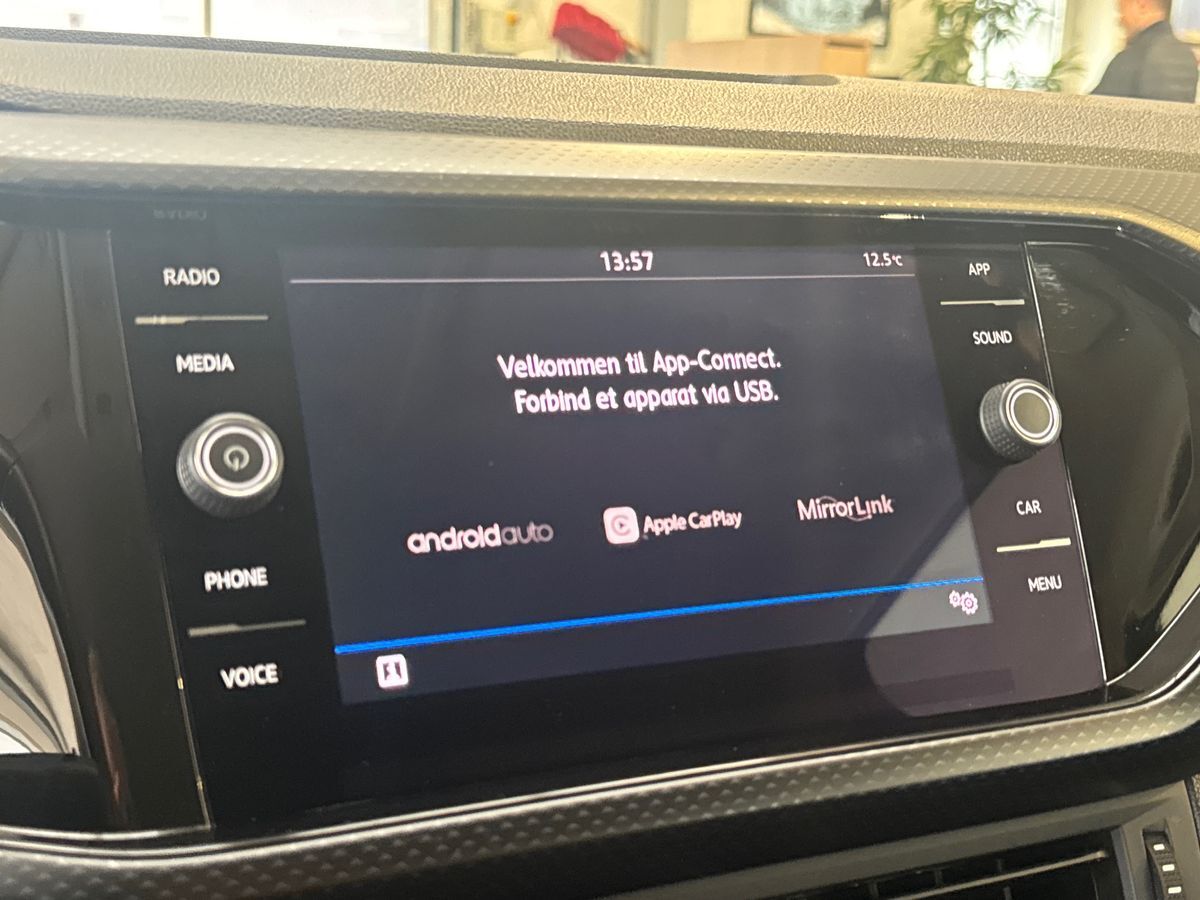 RADIO
MEDIA
PHONE
VOICE
13:57
12.5°C
Velkommen til App-Connect.
Forbind et apparat via USB.
androidauto
Apple CarPlay
MirrorLink
APP
SOUND
CAR
MENU